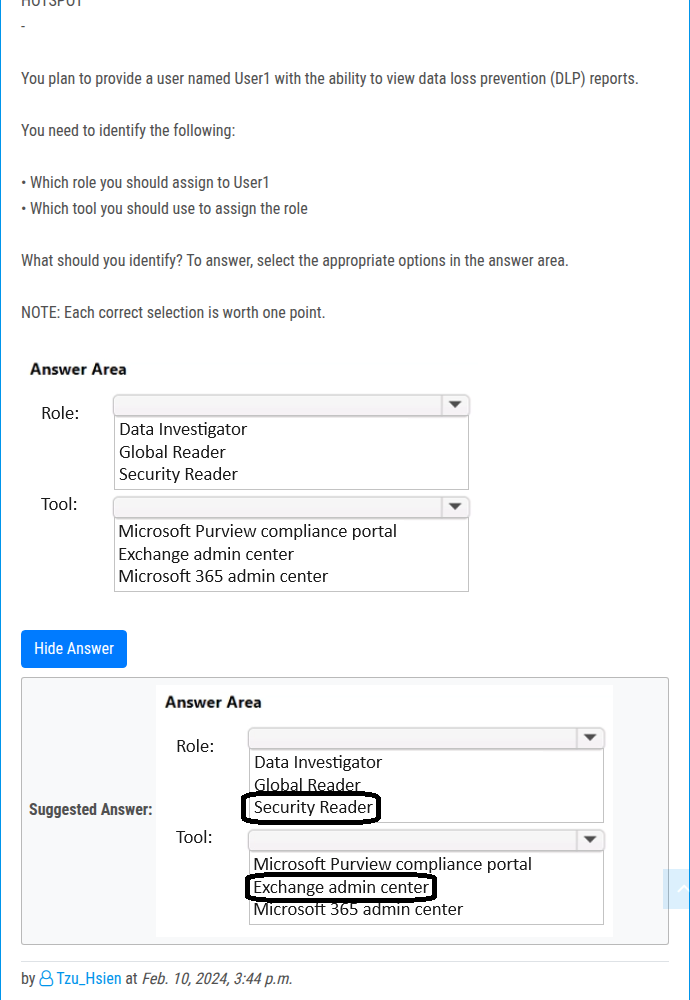 HOTSPOT
-
You plan to provide a user named User1 with the ability to view data loss prevention (DLP) reports.
You need to identify the following:
• Which role you should assign to User1
• Which tool you should use to assign the role
What should you identify? To answer, select the appropriate options in the answer area.
NOTE: Each correct selection is worth one point.
Answer Area
Role:
Data Investigator
Global Reader
Security Reader
Tool:
Microsoft Purview compliance portal
Exchange admin center
Microsoft 365 admin center
Hide Answer
Suggested Answer:
Answer Area
Role:
Data Investigator
Global Reader
Security Reader
Tool:
Microsoft Purview compliance portal
Exchange admin center
Microsoft 365 admin center
by Tzu_Hsien at Feb. 10, 2024, 3:44 p.m.